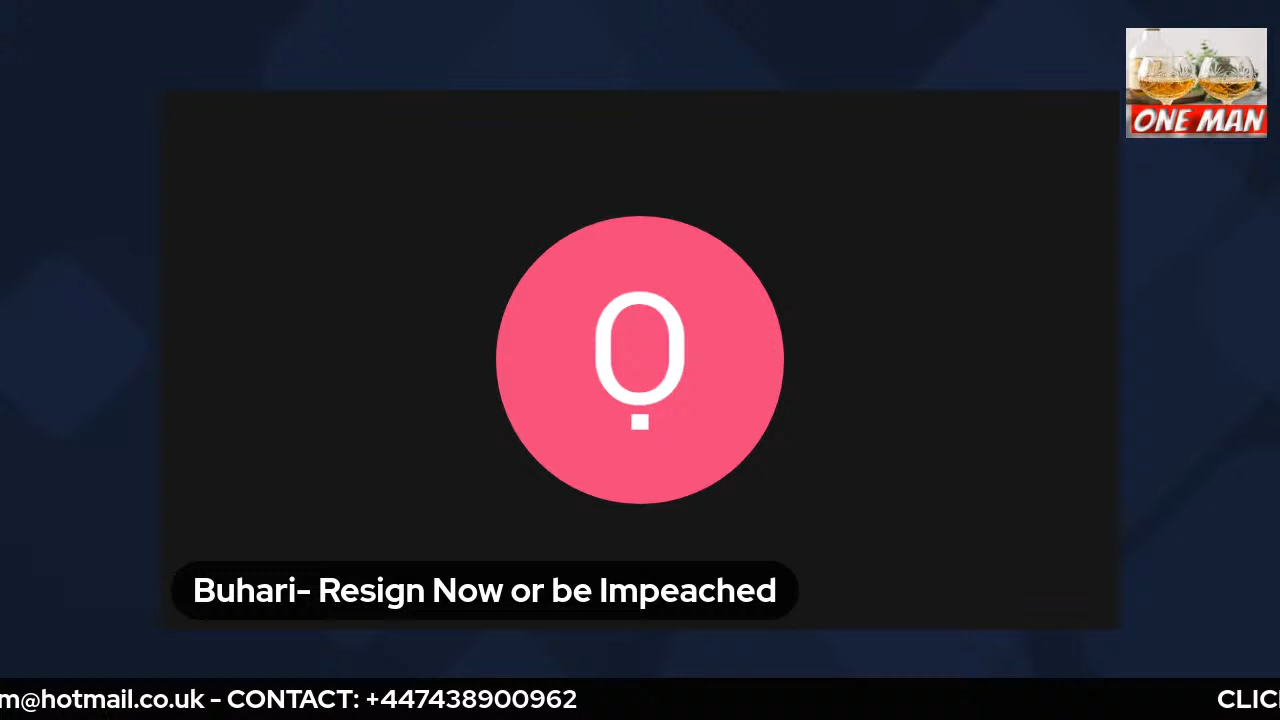 ONE MAN
Ọ
Buhari- Resign Now or be Impeached
m@hotmail.co.uk - CONTACT: +447438900962